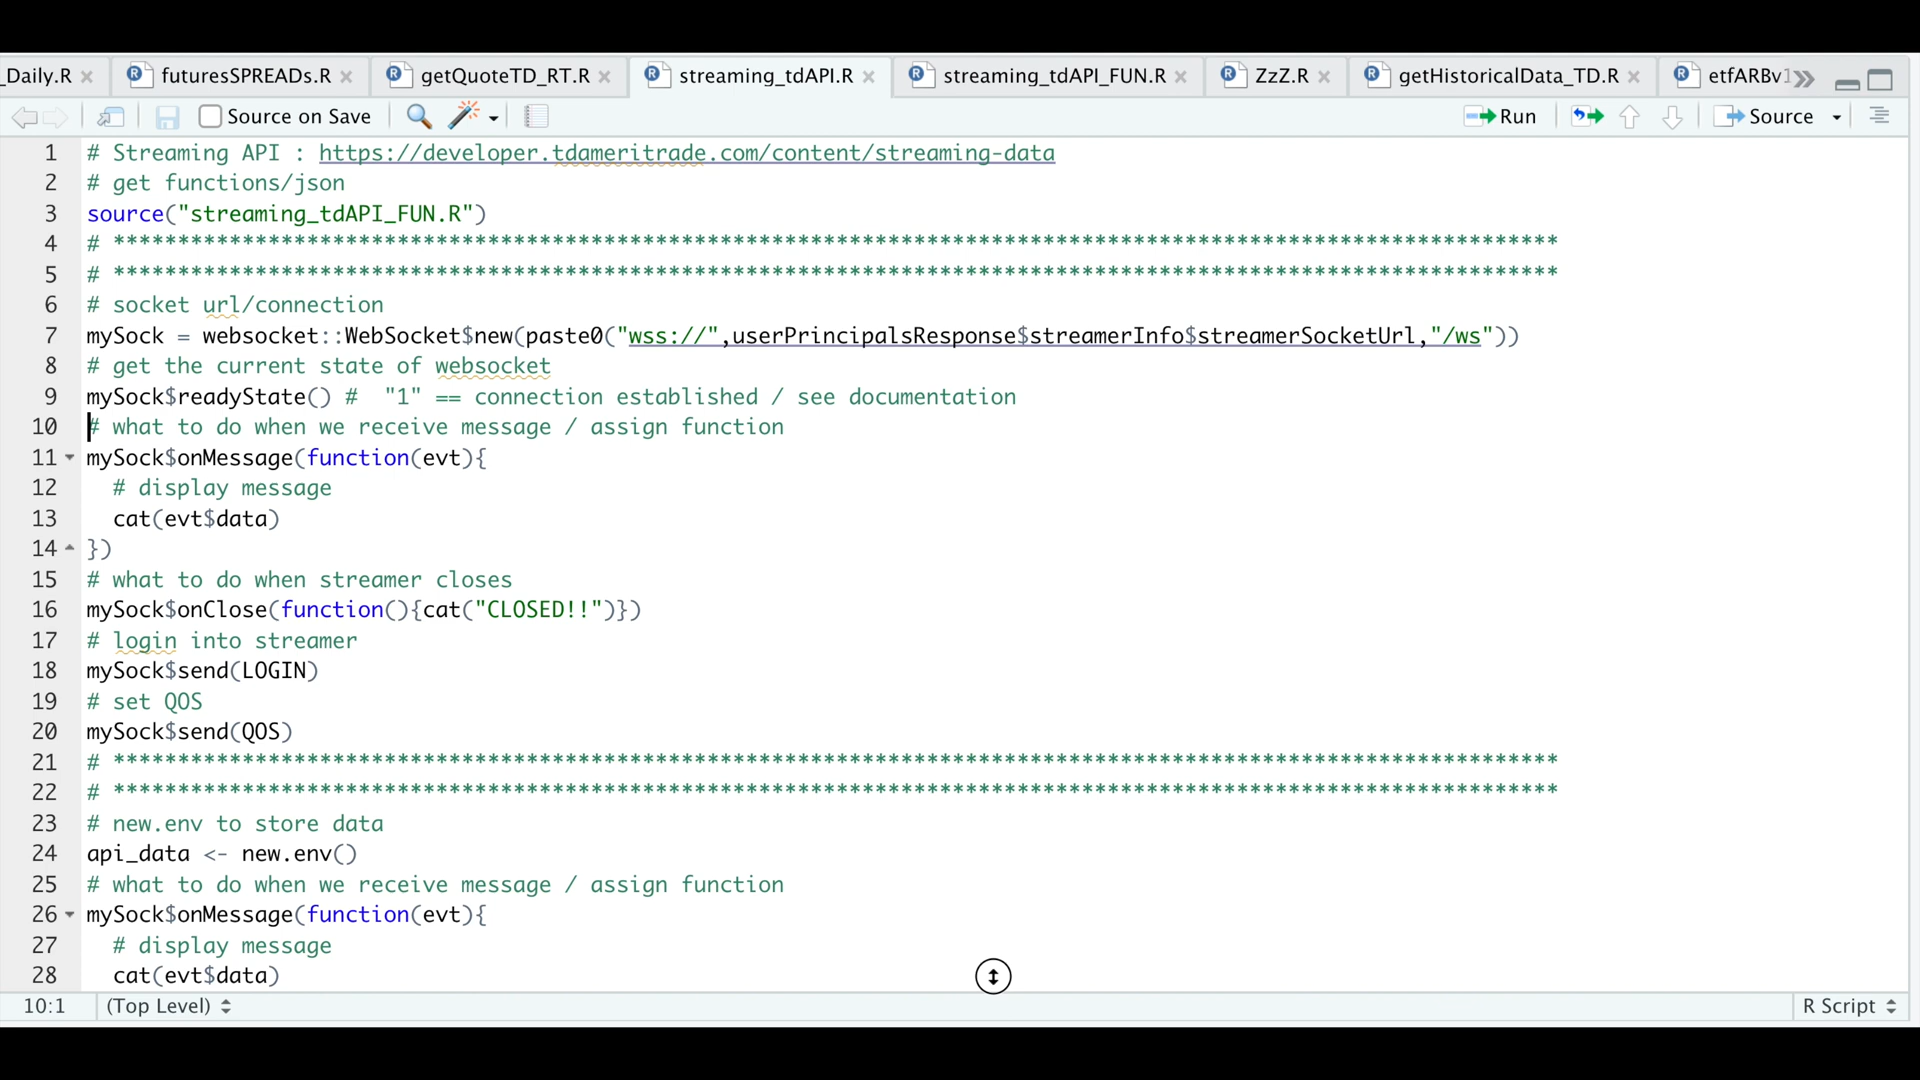 _Daily.R futuresSPREADs.R getQuoteTD_RT.R streaming_tdAPI.R streaming_tdAPI_FUN.R ZzZ.R getHistoricalData_TD.R etfARBv1
Source on Save Run Source
1 # Streaming API : https://developer.tdameritrade.com/content/streaming-data
2 # get functions/json
3 source("streaming_tdAPI_FUN.R")
4 # ****************************************************************************************************************
5 # ****************************************************************************************************************
6 # socket url/connection
7 mySock = websocket::WebSocket$new(paste0("wss://",userPrincipalsResponse$streamerInfo$streamerSocketUrl,"/ws"))
8 # get the current state of websocket
9 mySock$readyState() #  "1" == connection established / see documentation
10 # what to do when we receive message / assign function
11 mySock$onMessage(function(evt){
12   # display message
13   cat(evt$data)
14 })
15 # what to do when streamer closes
16 mySock$onClose(function(){cat("CLOSED!!")})
17 # login into streamer
18 mySock$send(LOGIN)
19 # set QOS
20 mySock$send(QOS)
21 # ****************************************************************************************************************
22 # ****************************************************************************************************************
23 # new.env to store data
24 api_data <- new.env()
25 # what to do when we receive message / assign function
26 mySock$onMessage(function(evt){
27   # display message
28   cat(evt$data)
10:1 (Top Level) R Script